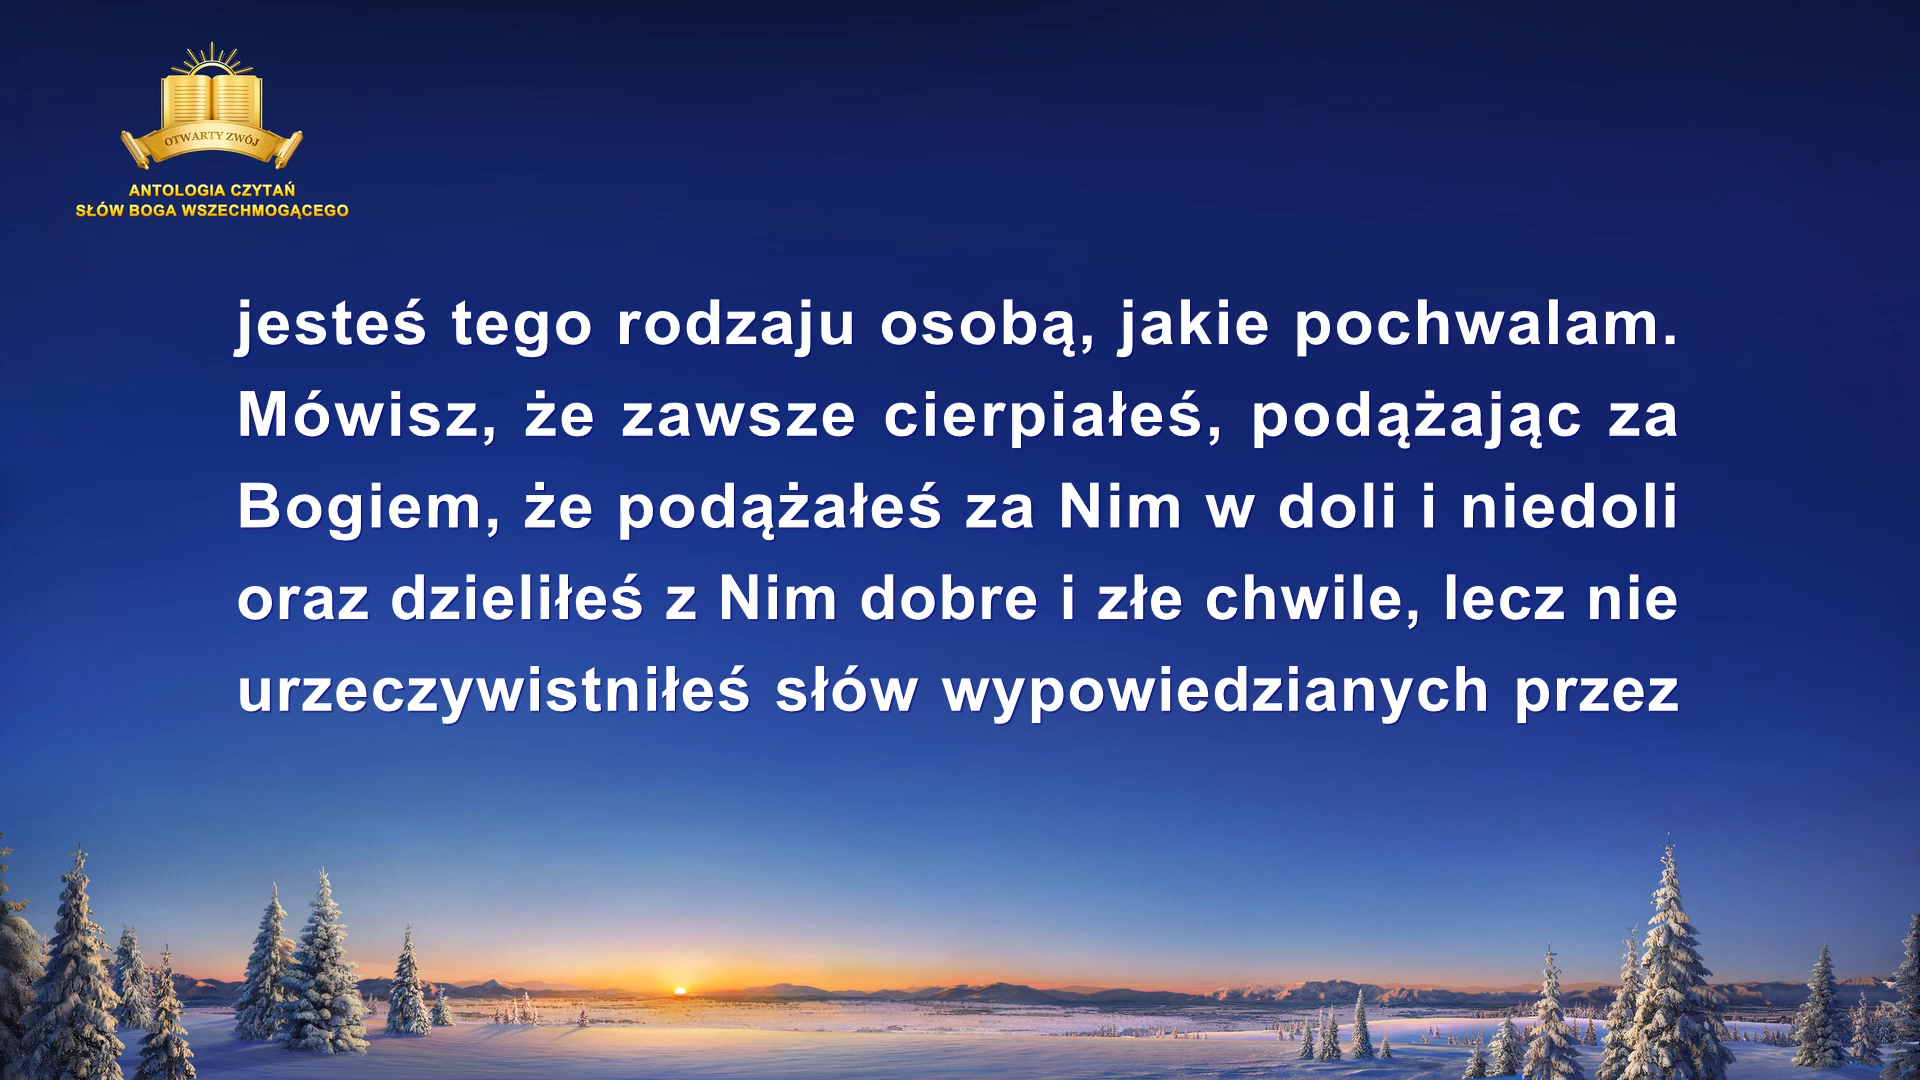 OTWARTY ZWÓJ
ANTOLOGIA CZYTAŃ
SŁÓW BOGA WSZECHMOGĄCEGO
jesteś tego rodzaju osobą, jakie pochwalam.
Mówisz, że zawsze cierpiałeś, podążając za
Bogiem, że podążałeś za Nim w doli i niedoli
oraz dzieliłeś z Nim dobre i złe chwile, lecz nie
urzeczywistniłeś słów wypowiedzianych przez